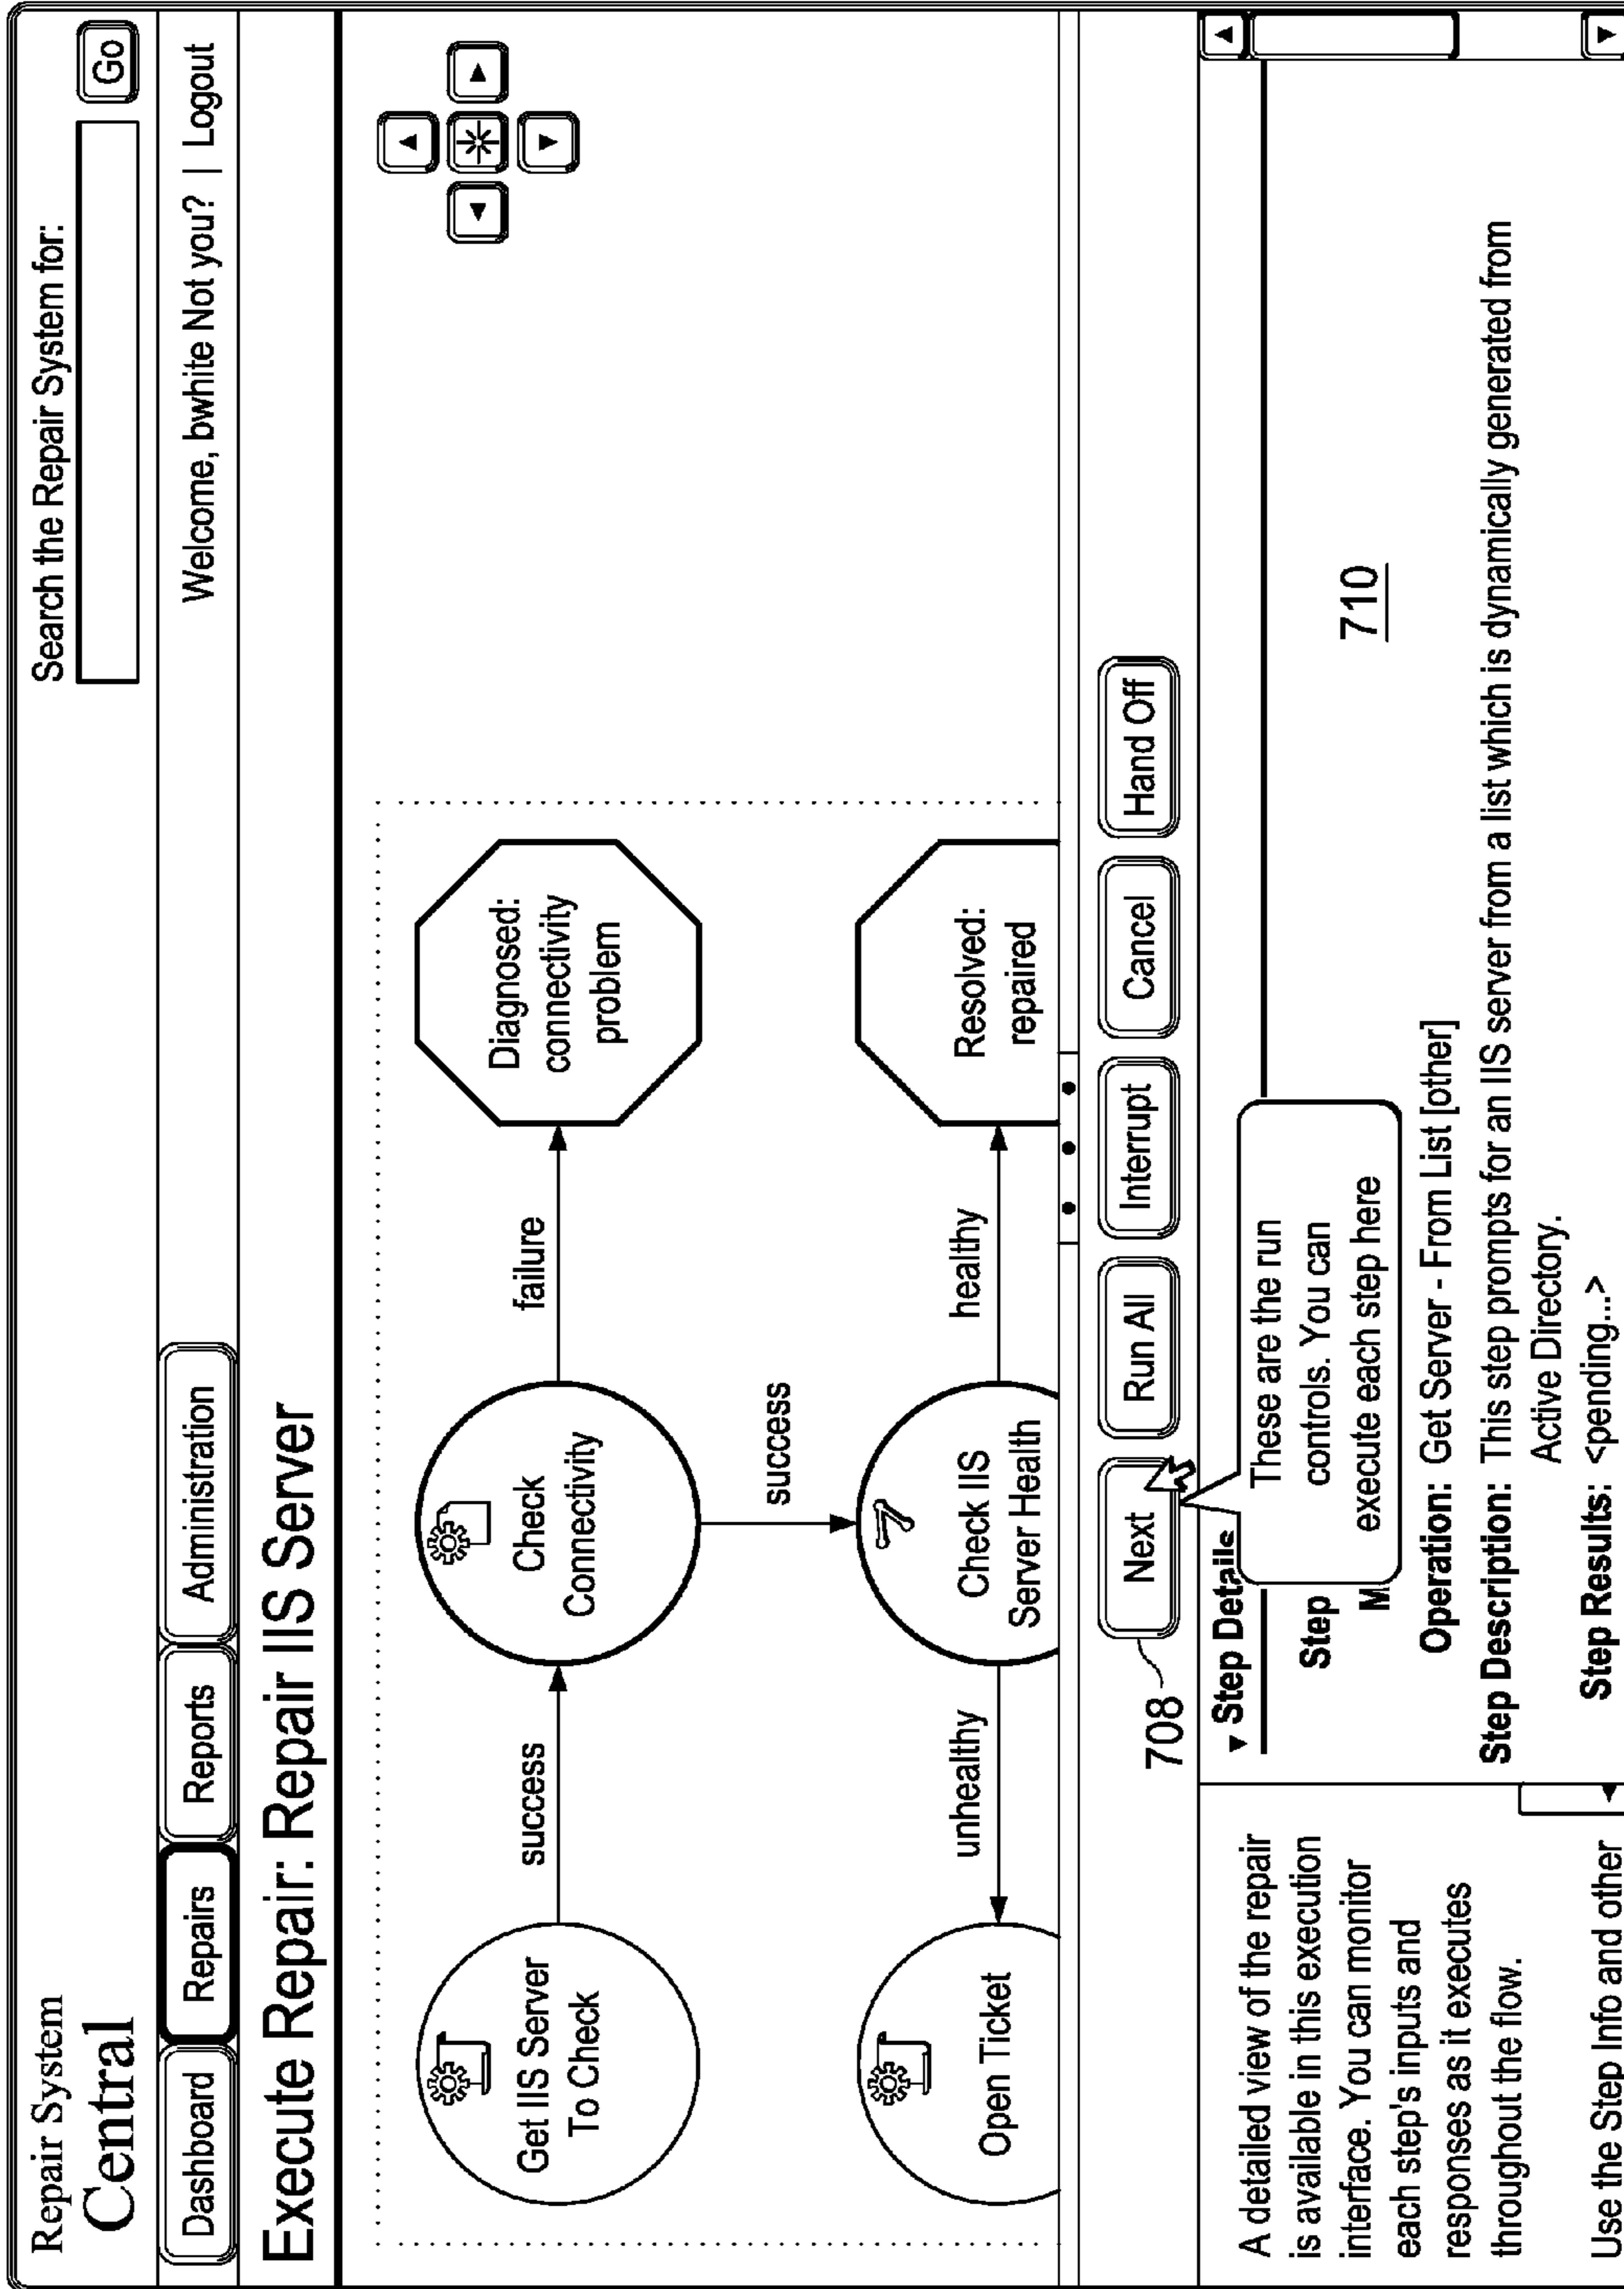 Repair System
Central
Search the Repair System for:
Go
Dashboard
Repairs
Reports
Administration
Welcome, bwhite Not you? | Logout
Execute Repair: Repair IIS Server
Get IIS Server
To Check
success
Check
Connectivity
failure
Diagnosed:
connectivity
problem
success
Open Ticket
unhealthy
Check IIS
Server Health
healthy
Resolved:
repaired
708
Next
Run All
Interrupt
Cancel
Hand Off
These are the run
controls. You can
execute each step here
A detailed view of the repair
is available in this execution
interface. You can monitor
each step's inputs and
responses as it executes
throughout the flow.
Use the Step Info and other
Step Details
Step
M
710
Operation: Get Server - From List [other]
Step Description: This step prompts for an IIS server from a list which is dynamically generated from
Active Directory.
Step Results: <pending...>